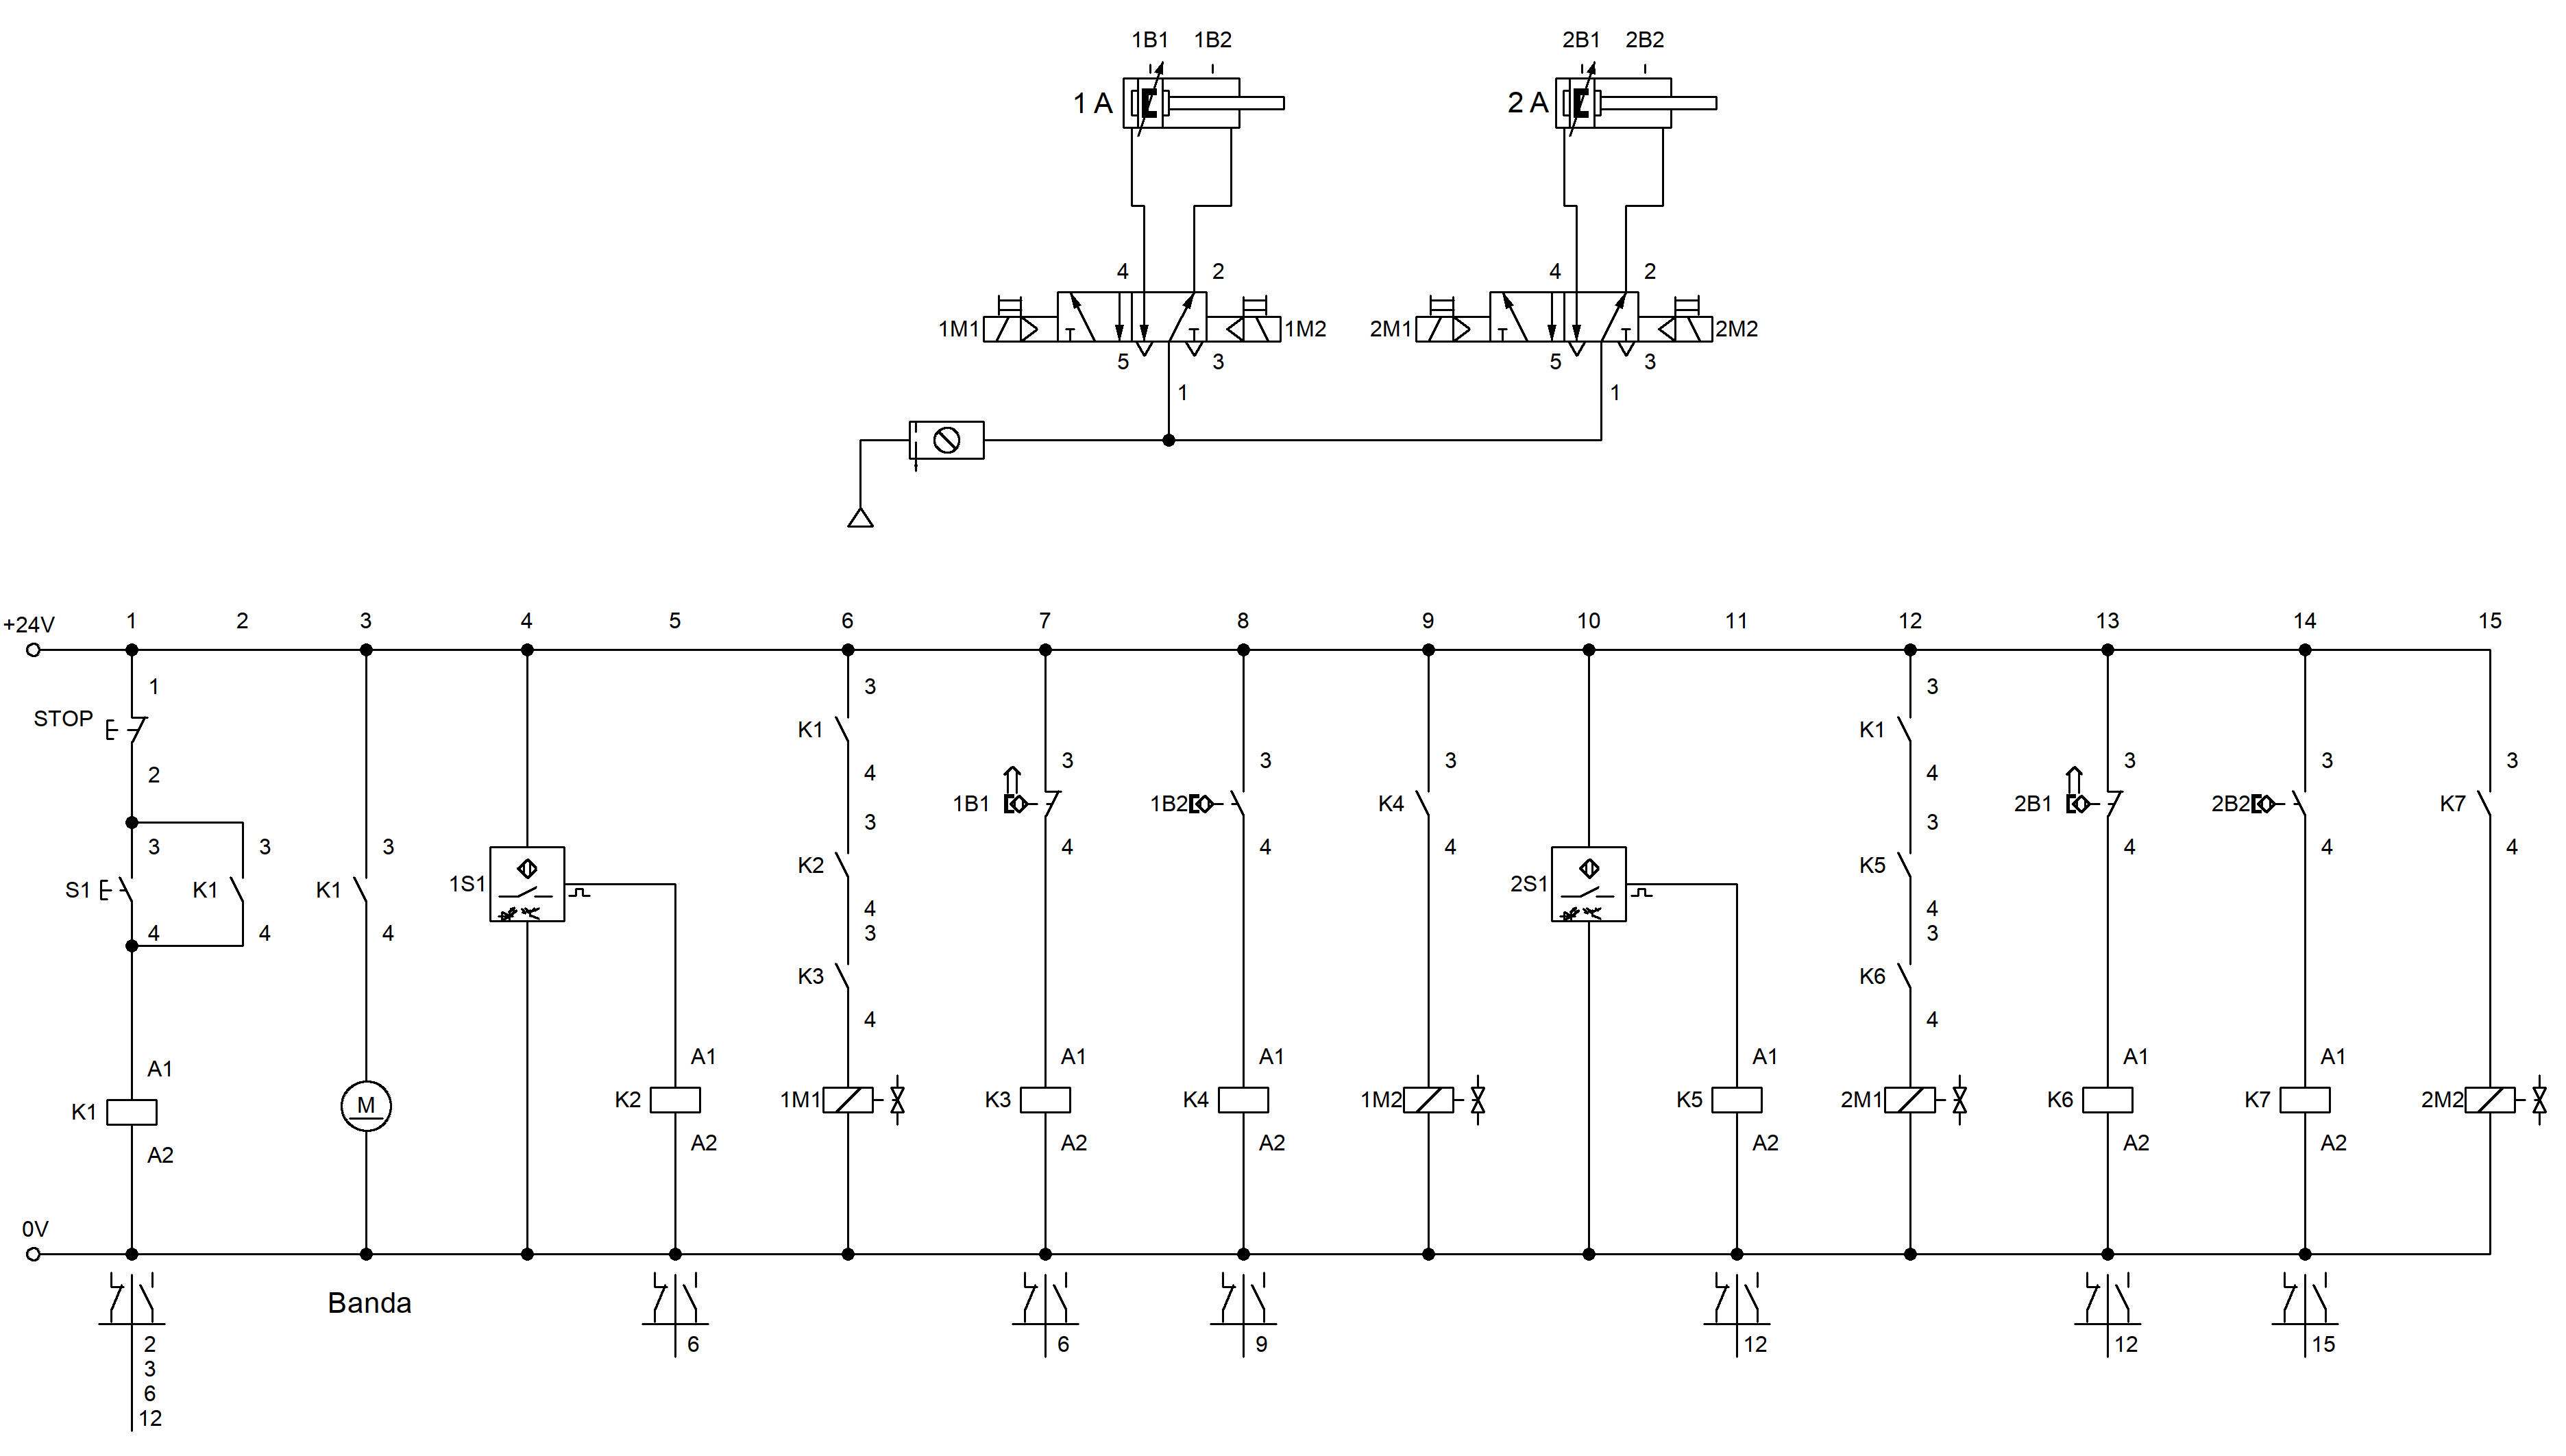 1B1 1B2 2B1 2B2
1 A 2 A
4 2 4 2
1M1 1M2 2M1 2M2
5 3 5 3
1 1
+24V 1 2 3 4 5 6 7 8 9 10 11 12 13 14 15
1 3 3
STOP K1 K1
2 4 3 3 3 4 3 3 3
1B1 1B2 K4 2B1 2B2 K7
3 3 3 3 4 4 4 3 4 4 4
K2 K5
S1 K1 K1 1S1 2S1
4 4
4 4 4 3 3
K3 K6
4 4
A1 A1 A1 A1 A1 A1 A1
K1 M K2 1M1 K3 K4 1M2 K5 2M1 K6 K7 2M2
A2 A2 A2 A2 A2 A2 A2
0V
Banda
2 6 6 9 12 12 15
3
6
12